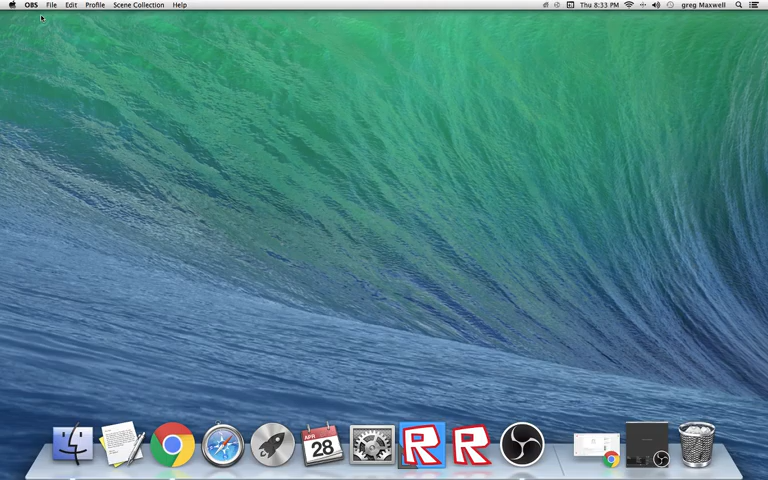 OBS File Edit Profile Scene Collection Help Thu 8:33 PM greg Maxwell
APR
28
R R